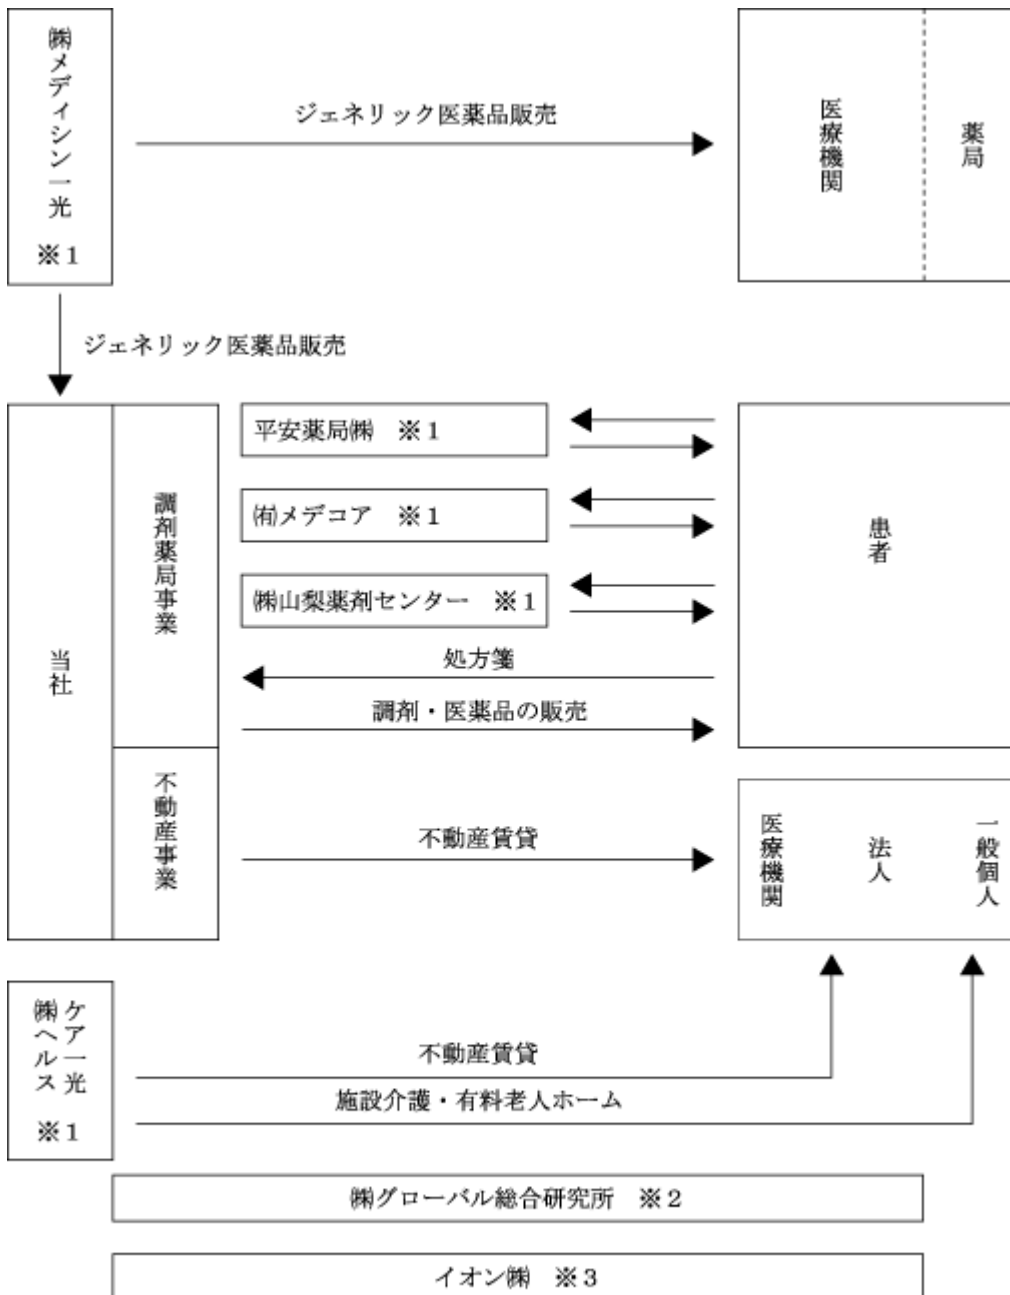 ㈱メディシン一光
※1
ジェネリック医薬品販売
医療機関
薬局
ジェネリック医薬品販売
当社
調剤薬局事業
平安薬局㈱　※1
㈲メデコア　※1
㈱山梨薬剤センター　※1
処方箋
調剤・医薬品の販売
患者
不動産事業
不動産賃貸
医療機関
法人
一般個人
㈱ヘルス
ケア一光
※1
不動産賃貸
施設介護・有料老人ホーム
㈱グローバル総合研究所　※2
イオン㈱　※3